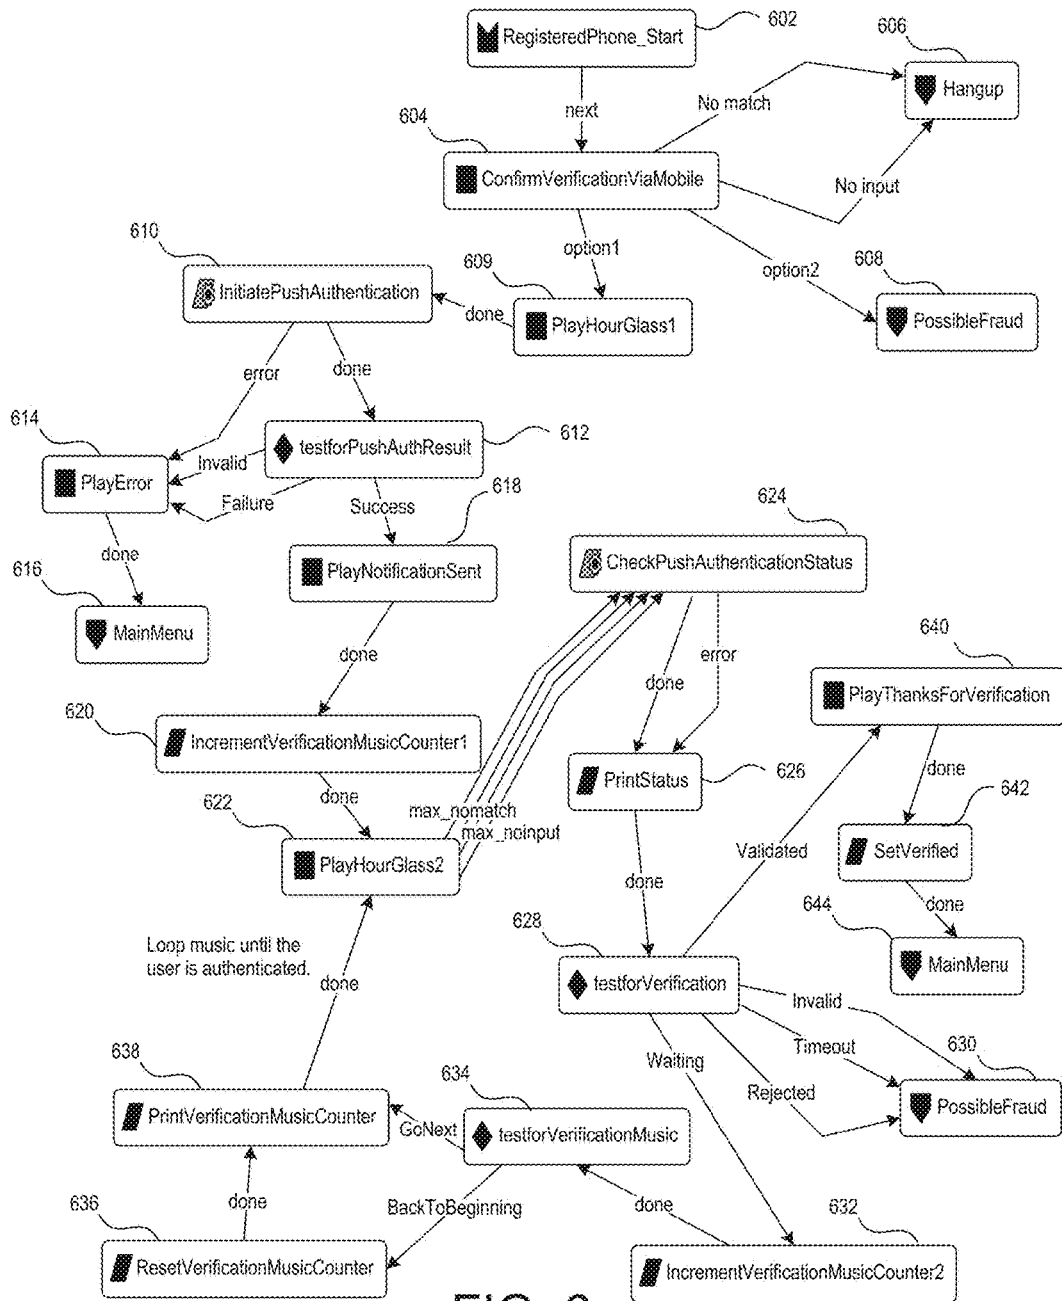 602
RegisteredPhone_Start
606
Hangup
No match
next
604
ConfirmVerificationViaMobile
No input
610
option1
609
option2
608
InitiatePushAuthentication
done
PlayHourGlass1
PossibleFraud
error
done
614
testforPushAuthResult
612
Invalid
PlayError
Failure
Success
618
624
done
616
PlayNotificationSent
CheckPushAuthenticationStatus
MainMenu
640
done
done
error
PlayThanksForVerification
620
IncrementVerificationMusicCounter1
PrintStatus
626
done
642
done
622
max_nomatch
max_noinput
Validated
SetVerified
PlayHourGlass2
done
644
done
628
Loop music until the
user is authenticated.
done
testforVerification
MainMenu
Invalid
Waiting
Timeout
630
638
634
Rejected
PossibleFraud
PrintVerificationMusicCounter
GoNext
testforVerificationMusic
636
done
BackToBeginning
done
632
ResetVerificationMusicCounter
IncrementVerificationMusicCounter2